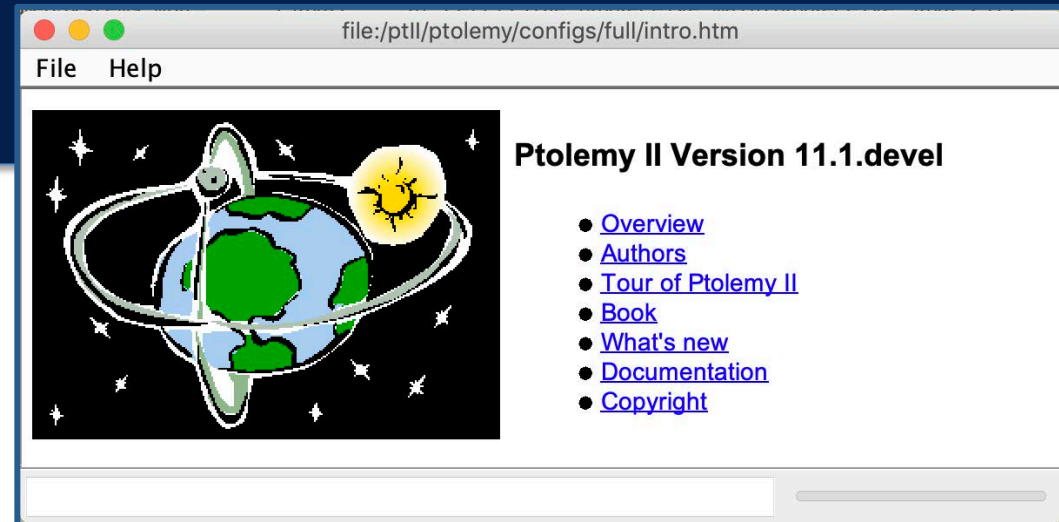 file:/ptll/ptolemy/configs/full/intro.htm
File Help
Ptolemy II Version 11.1.devel
Overview
Authors
Tour of Ptolemy II
Book
What's new
Documentation
Copyright